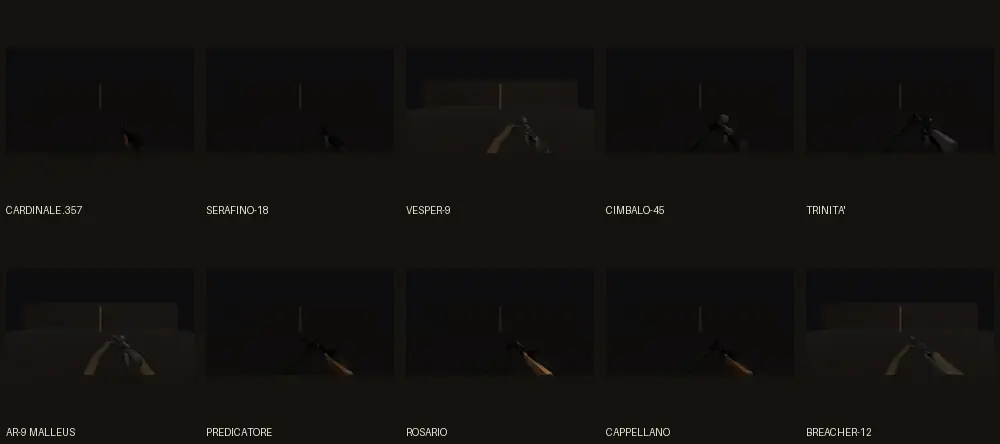 CARDINALE .357
SERAFINO-18
VESPER-9
CIMBALO-45
TRINITA'
AR-9 MALLEUS
PREDICATORE
ROSARIO
CAPPELLANO
BREACHER-12